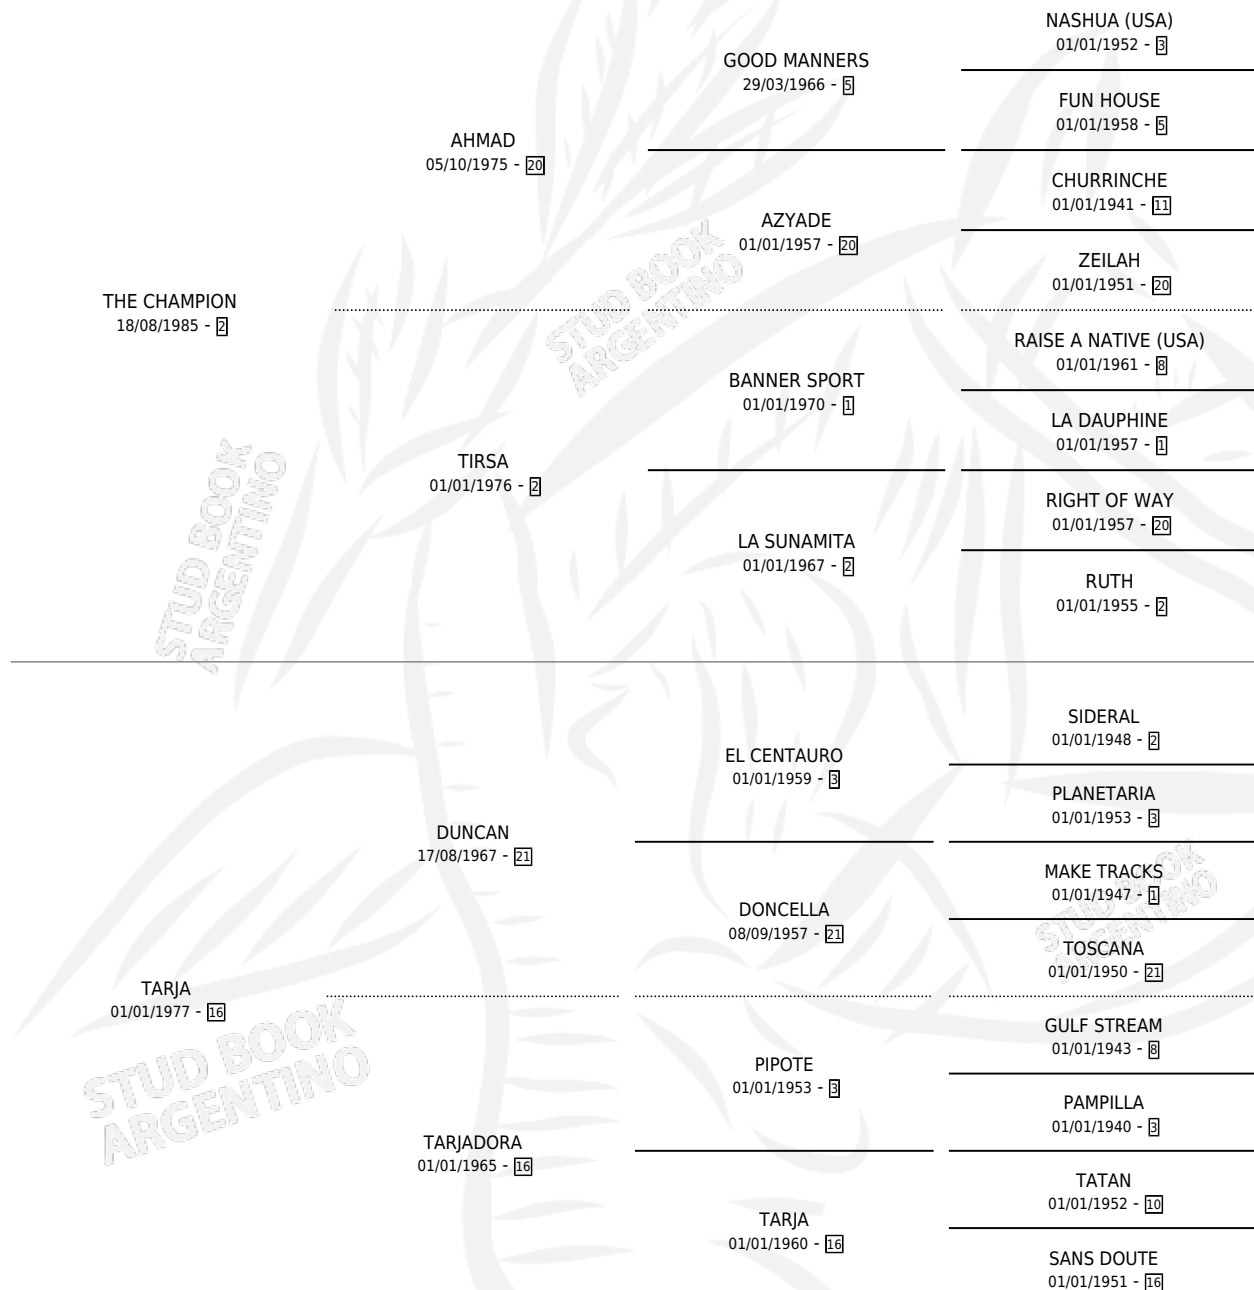 NASHUA (USA)
01/01/1952 - 3
GOOD MANNERS
29/03/1966 - 5
FUN HOUSE
01/01/1958 - 5
AHMAD
05/10/1975 - 20
CHURRINCHE
01/01/1941 - 11
AZYADE
01/01/1957 - 20
ZEILAH
01/01/1951 - 20
THE CHAMPION
18/08/1985 - 2
STUD BOOK
ARGENTINO
RAISE A NATIVE (USA)
01/01/1961 - 8
BANNER SPORT
01/01/1970 - 1
LA DAUPHINE
01/01/1957 - 1
TIRSA
01/01/1976 - 2
RIGHT OF WAY
01/01/1957 - 20
LA SUNAMITA
01/01/1967 - 2
RUTH
01/01/1955 - 2
STUD BOOK
ARGENTINO
SIDERAL
01/01/1948 - 2
EL CENTAURO
01/01/1959 - 3
PLANETARIA
01/01/1953 - 3
DUNCAN
17/08/1967 - 21
MAKE TRACKS
01/01/1947 - 1
DONCELLA
08/09/1957 - 21
TOSCANA
01/01/1950 - 21
STUD BOOK
ARGENTINO
TARJA
01/01/1977 - 16
GULF STREAM
01/01/1943 - 8
PIPOTE
01/01/1953 - 3
PAMPILLA
01/01/1940 - 3
STUD BOOK
ARGENTINO
TARJADORA
01/01/1965 - 16
TATAN
01/01/1952 - 10
TARJA
01/01/1960 - 16
SANS DOUTE
01/01/1951 - 16